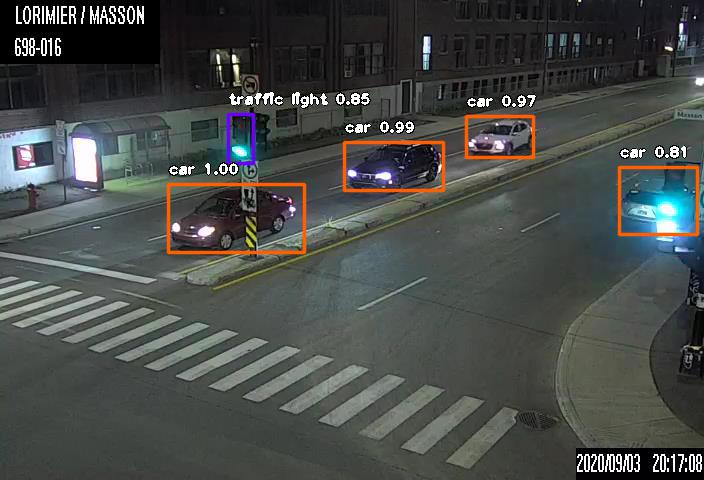 LORIMIER / MASSON
698-016
traffic light 0.85
car 0.97
car 0.99
car 0.81
car 1.00
Masson
2020/09/03 20:17:08